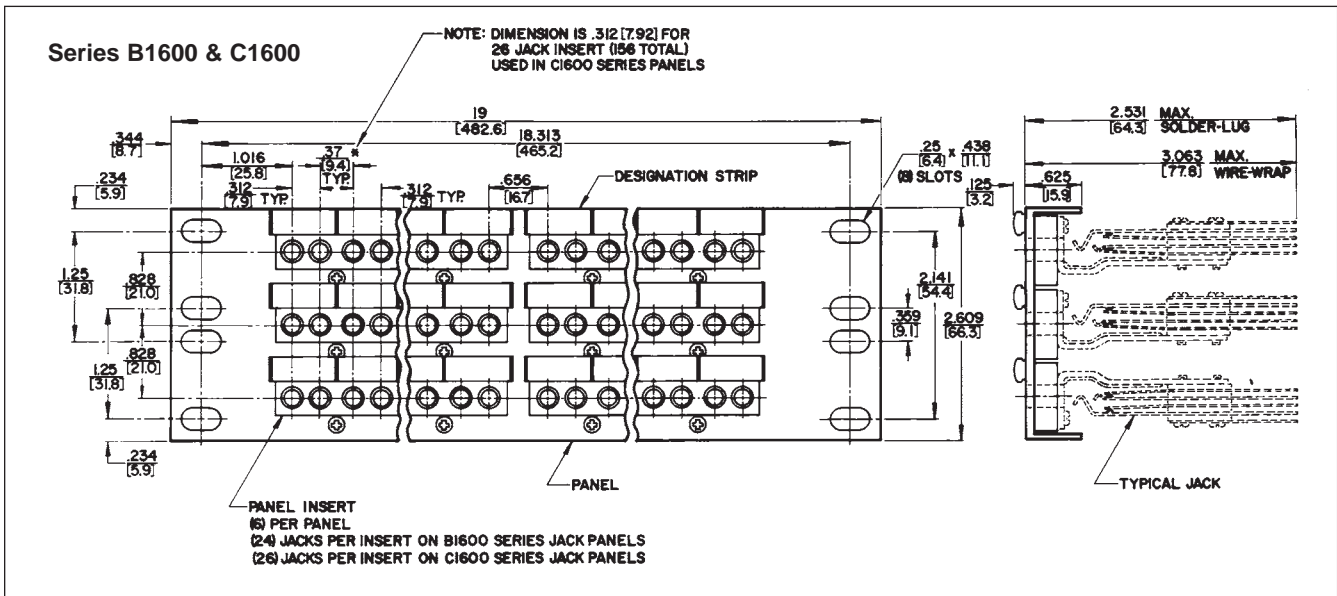 Series B1600 & C1600
NOTE: DIMENSION IS .312 [7.92] FOR
26 JACK INSERT (156 TOTAL)
USED IN C1600 SERIES PANELS
19
[482.6]
18.313
[465.2]
.344
[8.7]
1.016
[25.8]
.37 *
[9.4]
TYP.
.234
[5.9]
.312
[7.9] TYP.
.312 TYP.
[7.9]
.656
[16.7]
DESIGNATION STRIP
.25 x .438
[6.4] [11.1]
(8) SLOTS
2.531 MAX.
[64.3] SOLDER-LUG
3.063 MAX.
[77.8] WIRE-WRAP
.125
[3.2]
.625
[15.9]
1.25
[31.8]
.828
[21.0]
2.141
[54.4]
.359
[9.1]
2.609
[66.3]
1.25
[31.8]
.828
[21.0]
.234
[5.9]
PANEL
TYPICAL JACK
PANEL INSERT
(6) PER PANEL
(24) JACKS PER INSERT ON B1600 SERIES JACK PANELS
(26) JACKS PER INSERT ON C1600 SERIES JACK PANELS